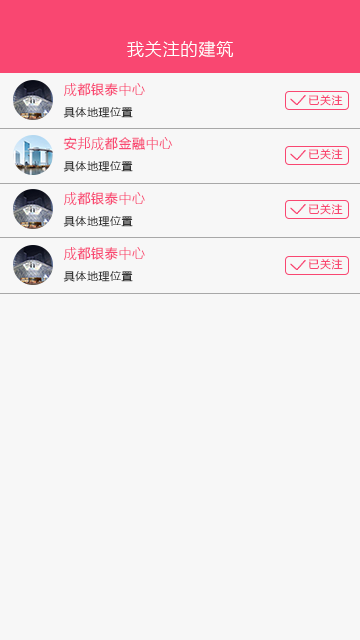 我关注的建筑
成都银泰中心
已关注
具体地理位置
安邦成都金融中心
已关注
具体地理位置
成都银泰中心
已关注
具体地理位置
成都银泰中心
已关注
具体地理位置